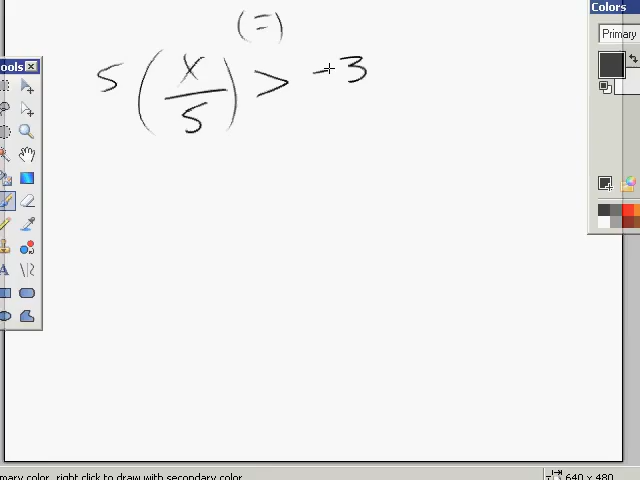 (=)
5 (x/5) > -3
ools
Colors
Primary
A
mary color, right click to draw with secondary color
640 x 480